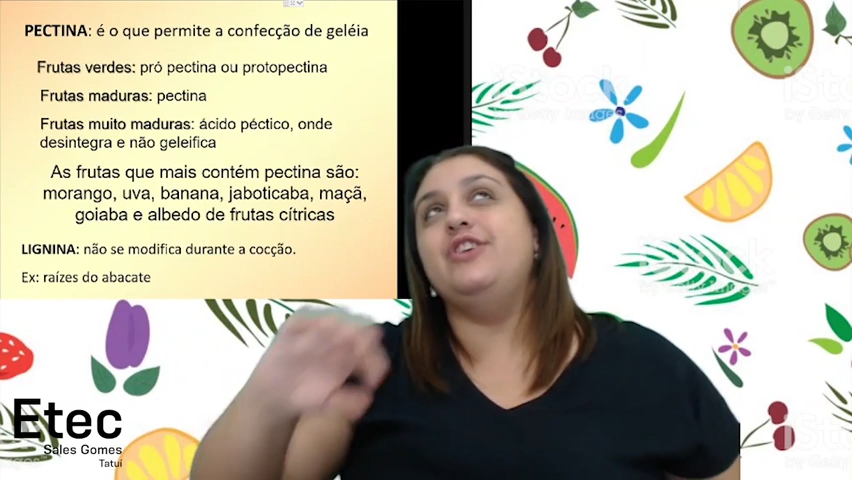 PECTINA: é o que permite a confecção de geléia
Frutas verdes: pró pectina ou protopectina
Frutas maduras: pectina
Frutas muito maduras: ácido péctico, onde
desintegra e não geleifica
As frutas que mais contém pectina são:
morango, uva, banana, jaboticaba, maçã,
goiaba e albedo de frutas cítricas
LIGNINA: não se modifica durante a cocção.
Ex: raízes do abacate
Etec
Sales Gomes
Tatuí